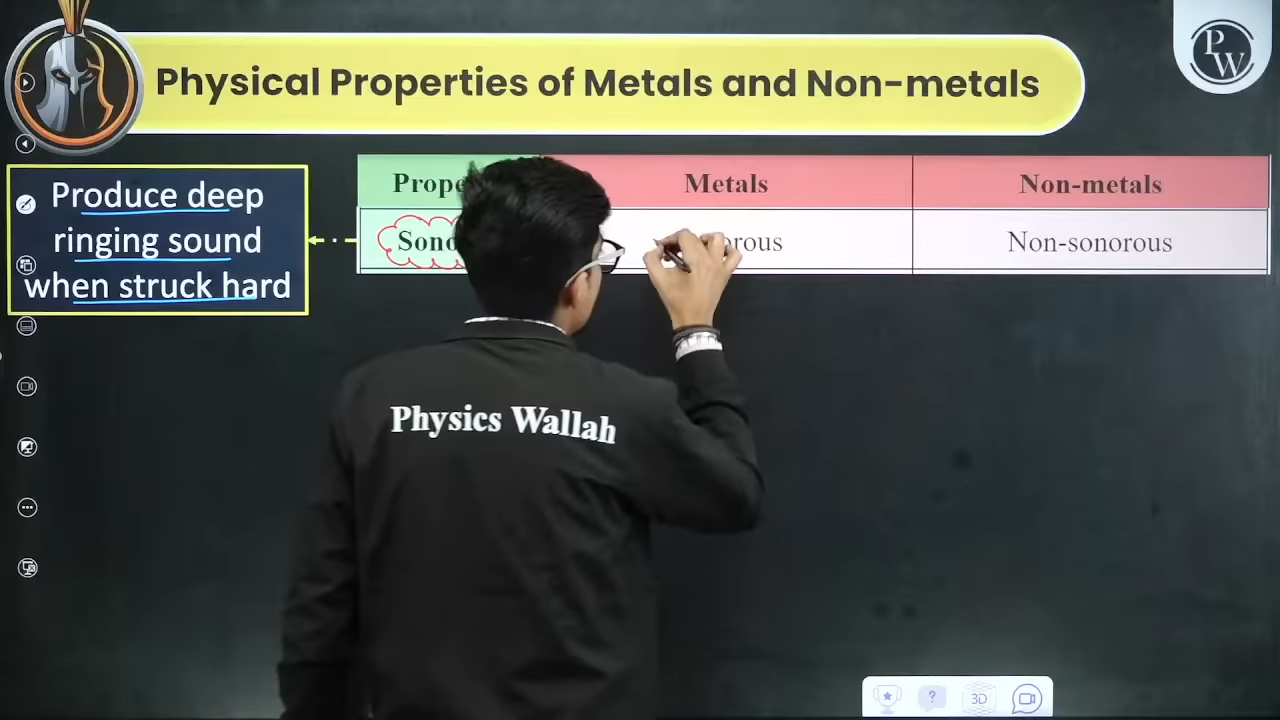 Physical Properties of Metals and Non-metals
PW
Produce deep
ringing sound
when struck hard
Metals
Non-metals
Non-sonorous
Physics Wallah
?
3D